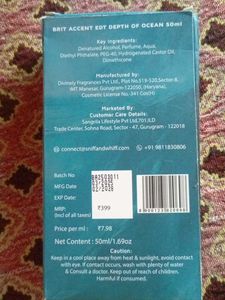 BRIT ACCENT EDT DEPTH OF OCEAN 50ml
Key Ingredients:
Denatured Alcohol, Perfume, Aqua,
Diethyl Phthalate, PEG-40, Hydrogenated Castor Oil,
Dimethicone
Manufactured by:
Divinely Fragrances Pvt Ltd, Plot No.519-520,Sector 8
IMT Manesar, Gurugram-122050, (Haryana),
Cosmetic License No.-341 Cos(H)
Marketed By:
Customer Care Details:
Sangrila Lifestyle Pvt Ltd,701,JMD
Trade Center, Sohna Road, Sector - 47, Gurugram - 122018
connect@sniffandwhiff.com +91 9811830806
Batch No
MFG Date
EXP Date:
02/2028
MRP: ₹399
(Incl of all taxes)
Price per ml : ₹7.98
Net Content : 50ml/1.69oz
Caution:
Keep in a cool place away from heat & sunlight, avoid contact
with eyes. If contact occurs, wash with plenty of water
& Consult a doctor. Keep out of reach of children.